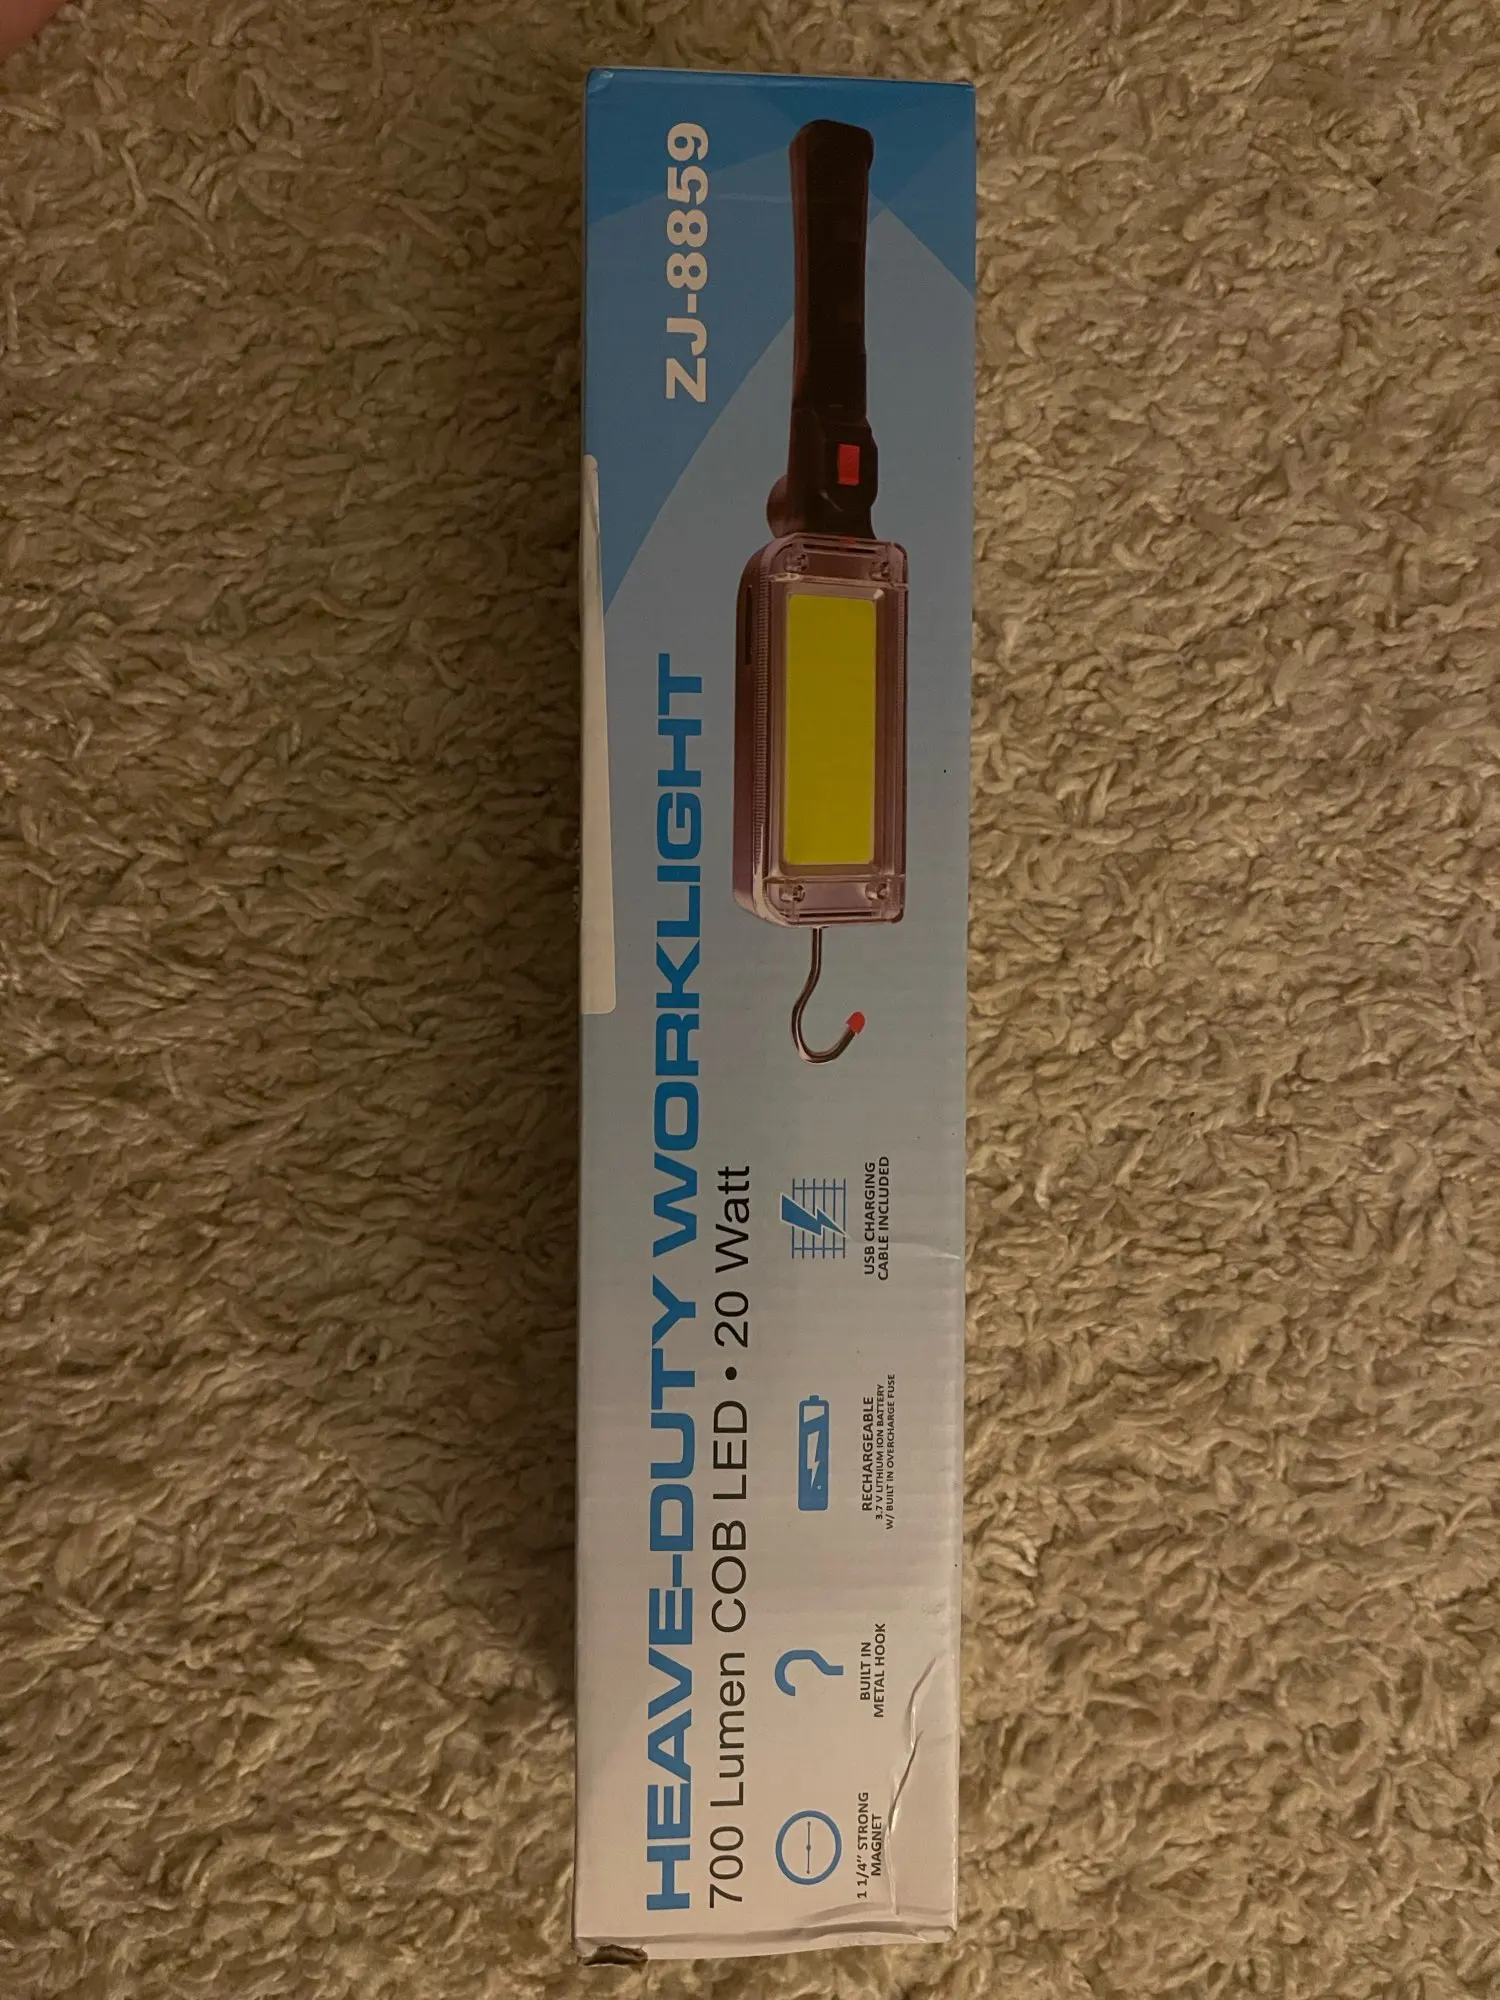 HEAVE-DUTY WORKLIGHT
ZJ-8859
700 Lumen COB LED • 20 Watt
1 1/4" STRONG
MAGNET
BUILT IN
METAL HOOK
RECHARGEABLE
3.7 V LITHIUM ION BATTERY
W/ BUILT IN OVERCHARGE FUSE
USB CHARGING
CABLE INCLUDED